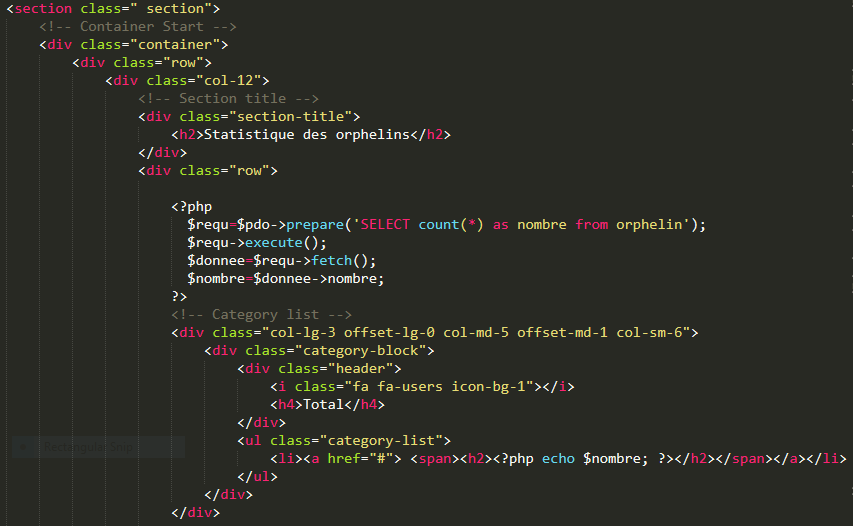 <section class=" section">
<!-- Container Start -->
<div class="container">
<div class="row">
<div class="col-12">
<!-- Section title -->
<div class="section-title">
<h2>Statistique des orphelins</h2>
</div>
<div class="row">
<?php
$requ=$pdo->prepare('SELECT count(*) as nombre from orphelin');
$requ->execute();
$donnee=$requ->fetch();
$nombre=$donnee->nombre;
?>
<!-- Category list -->
<div class="col-lg-3 offset-lg-0 col-md-5 offset-md-1 col-sm-6">
<div class="category-block">
<div class="header">
<i class="fa fa-users icon-bg-1"></i>
<h4>Total</h4>
</div>
<ul class="category-list">
<li><a href="#"> <span><h2><?php echo $nombre; ?></h2></span></a></li>
</ul>
</div>
</div>